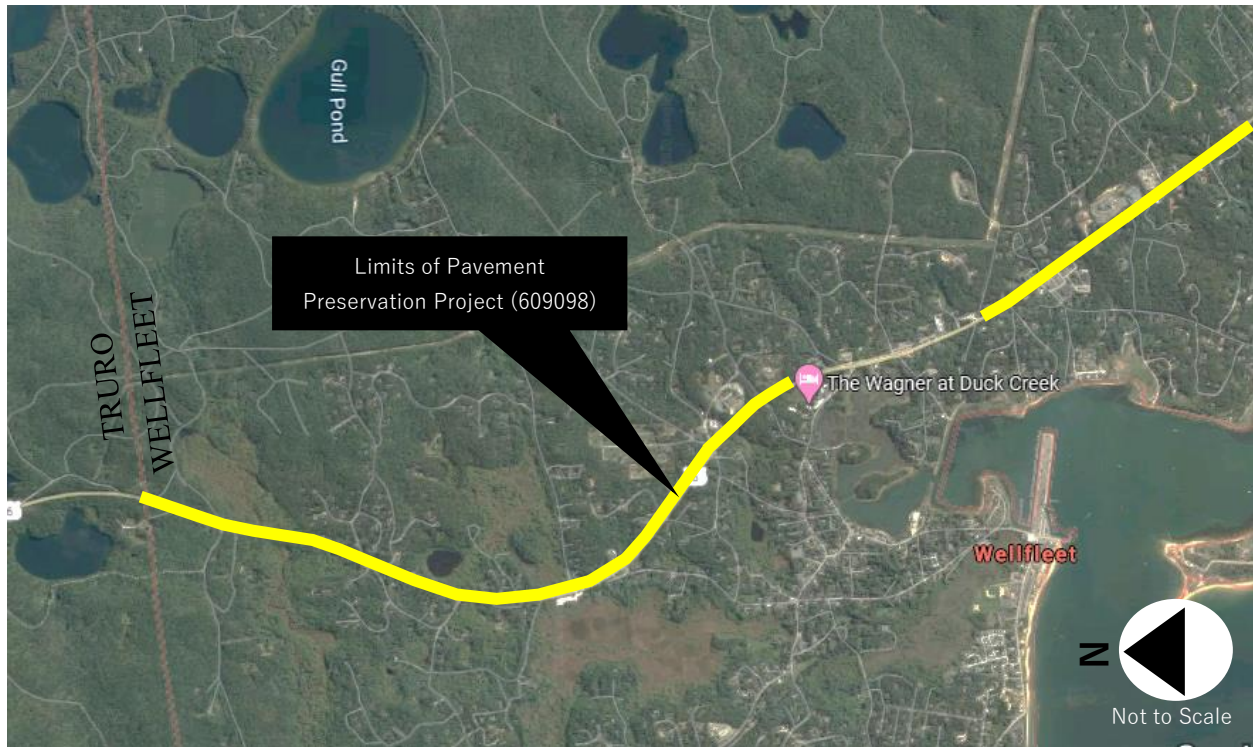 Gull Pond
Limits of Pavement
Preservation Project (609098)
TRURO
WELLFLEET
The Wagner at Duck Creek
6
Wellfleet
N
Not to Scale